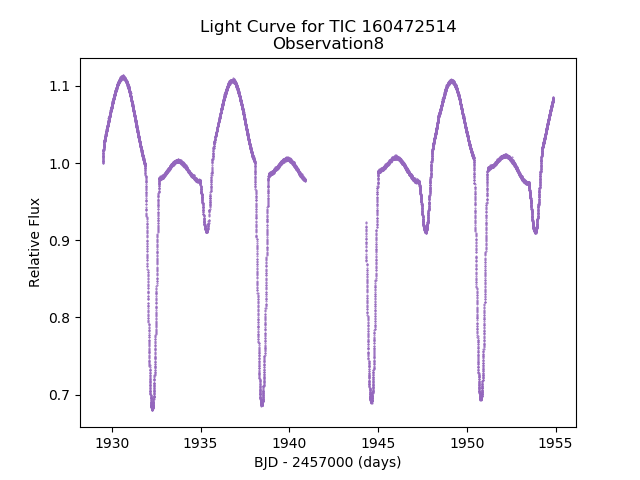 Light Curve for TIC 160472514
Observation8
Relative Flux
1.1
1.0
0.9
0.8
0.7
1930 1935 1940 1945 1950 1955
BJD - 2457000 (days)